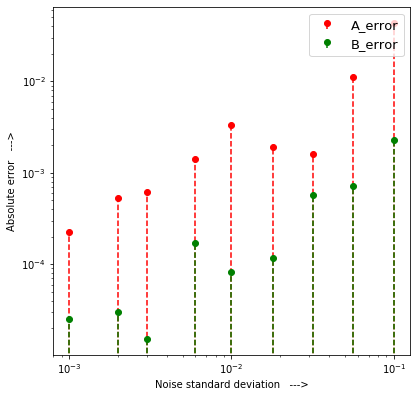 A_error
B_error
10⁻²
10⁻³
10⁻⁴
Absolute error --->
10⁻³
10⁻²
10⁻¹
Noise standard deviation --->